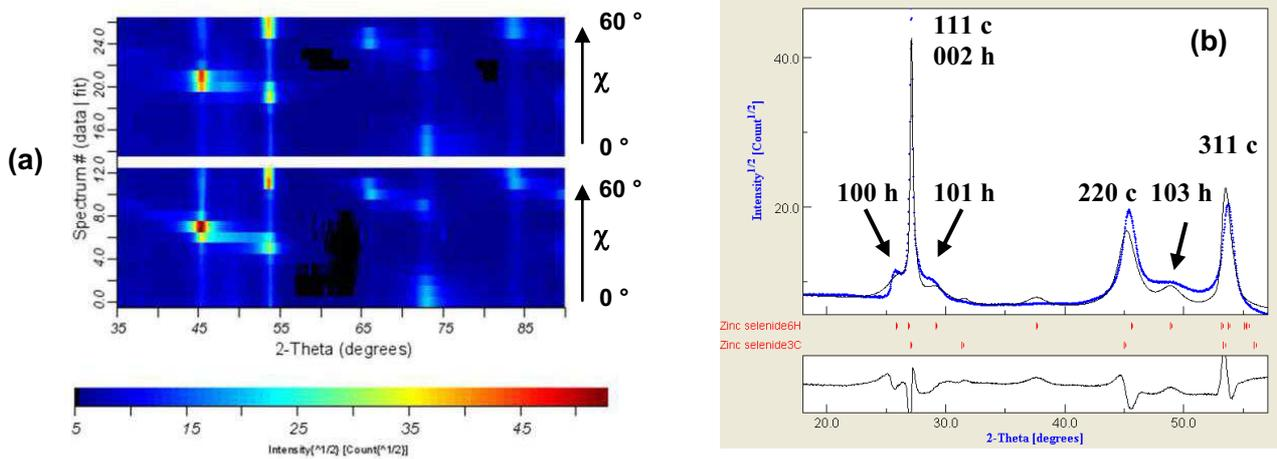 (a)
Spectrum# (data | fit)
24.0
20.0
16.0
12.0
8.0
4.0
0.0
60 °
χ
0 °
60 °
χ
0 °
35 45 55 65 75 85
2-Theta (degrees)
5 15 25 35 45
Intensity{^1/2} [Count{^1/2}]
(b)
111 c
002 h
311 c
100 h
101 h
220 c
103 h
Intensity^1/2 [Count^1/2]
40.0
20.0
Zinc selenide6H
Zinc selenide3C
20.0 30.0 40.0 50.0
2-Theta [degrees]